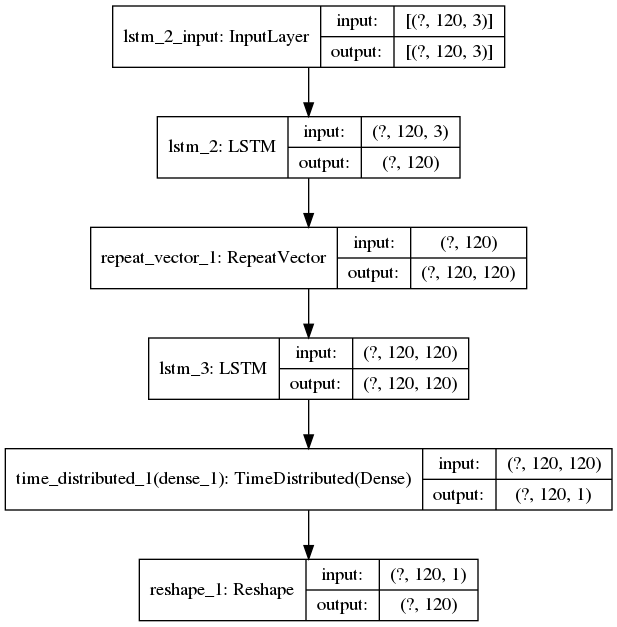 lstm_2_input: InputLayer
input: [(?, 120, 3)]
output: [(?, 120, 3)]
lstm_2: LSTM
input: (?, 120, 3)
output: (?, 120)
repeat_vector_1: RepeatVector
input: (?, 120)
output: (?, 120, 120)
lstm_3: LSTM
input: (?, 120, 120)
output: (?, 120, 120)
time_distributed_1(dense_1): TimeDistributed(Dense)
input: (?, 120, 120)
output: (?, 120, 1)
reshape_1: Reshape
input: (?, 120, 1)
output: (?, 120)